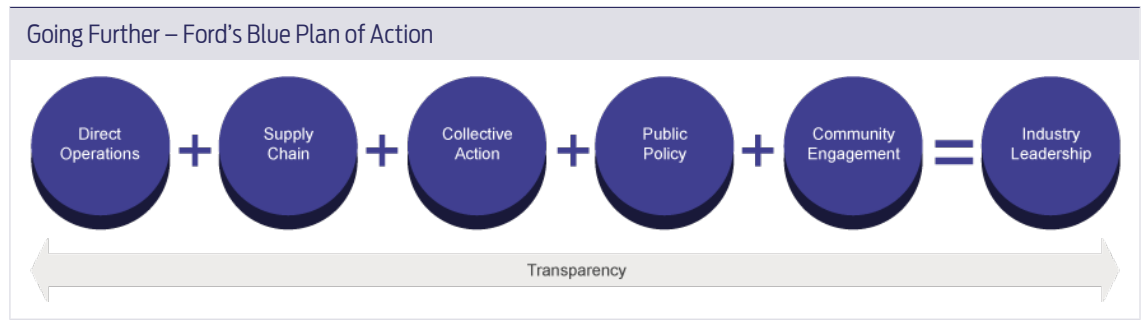 Going Further – Ford’s Blue Plan of Action
Direct
Operations
+
Supply
Chain
+
Collective
Action
+
Public
Policy
+
Community
Engagement
=
Industry
Leadership
Transparency